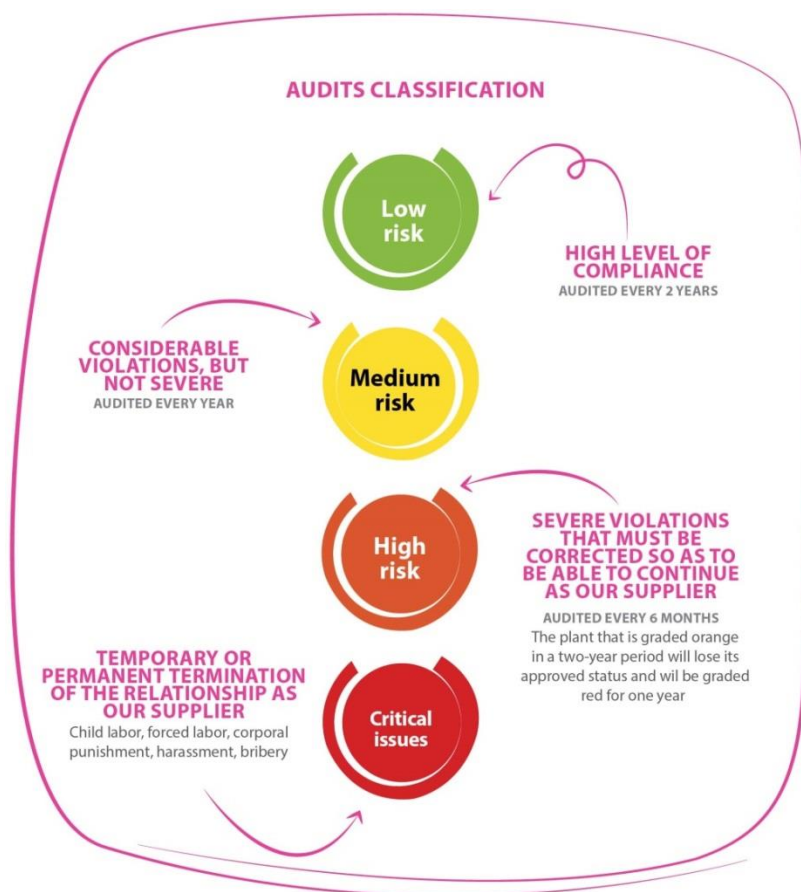 AUDITS CLASSIFICATION
Low
risk
HIGH LEVEL OF
COMPLIANCE
AUDITED EVERY 2 YEARS
CONSIDERABLE
VIOLATIONS, BUT
NOT SEVERE
AUDITED EVERY YEAR
Medium
risk
High
risk
SEVERE VIOLATIONS
THAT MUST BE
CORRECTED SO AS TO
BE ABLE TO CONTINUE
AS OUR SUPPLIER
AUDITED EVERY 6 MONTHS
The plant that is graded orange
in a two-year period will lose its
approved status and wil be graded
red for one year
TEMPORARY OR
PERMANENT TERMINATION
OF THE RELATIONSHIP AS
OUR SUPPLIER
Child labor, forced labor, corporal
punishment, harassment, bribery
Critical
issues